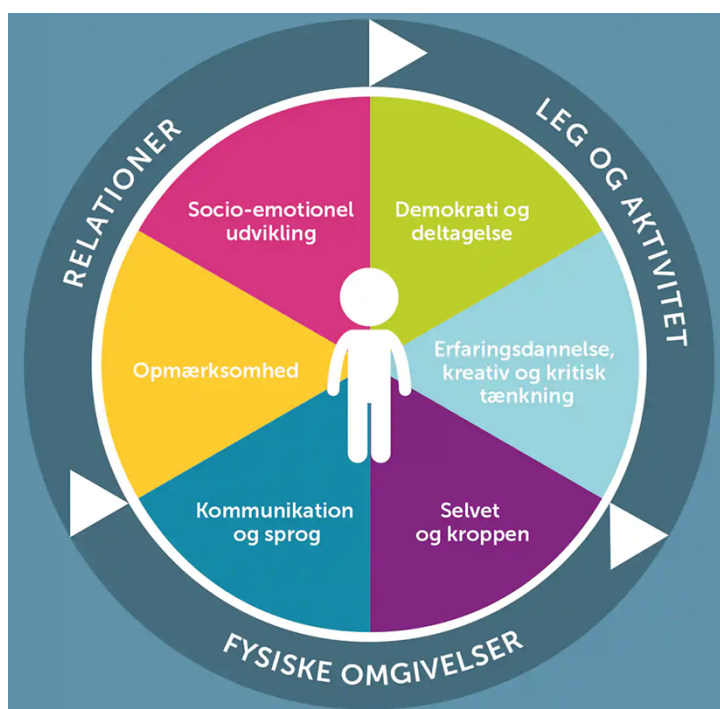 RELATIONER
LEG OG AKTIVITET
Socio-emotionel
udvikling
Demokrati og
deltagelse
Opmærksomhed
Erfaringsdannelse,
kreativ og kritisk
tænkning
Kommunikation
og sprog
Selvet
og kroppen
FYSISKE OMGIVELSER